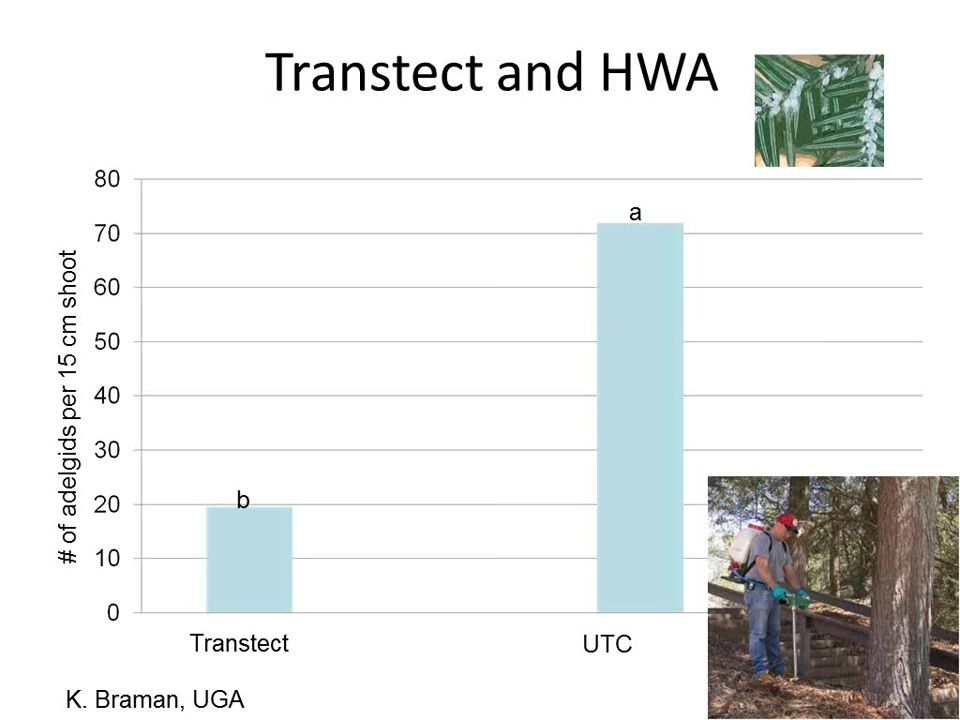 Transtect and HWA
# of adelgids per 15 cm shoot
80
70
60
50
40
30
20
10
0
a
b
Transtect
UTC
K. Braman, UGA